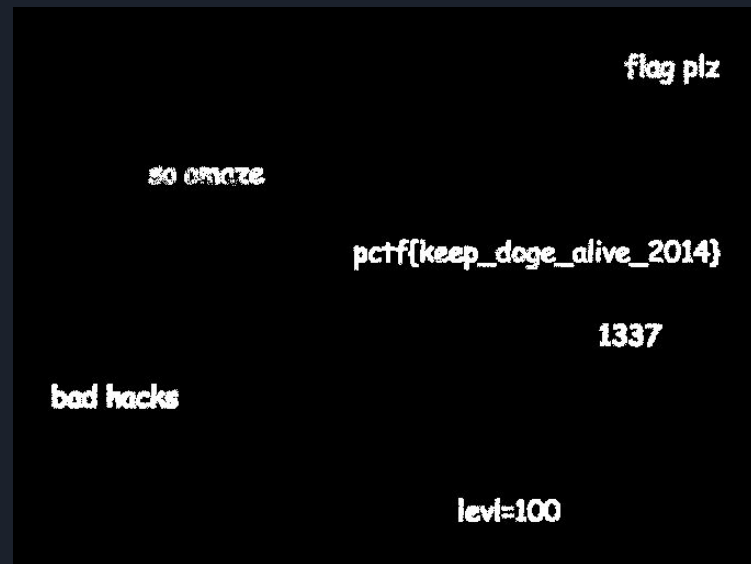 flag plz
so amaze
pctf{keep_doge_alive_2014}
1337
bad hacks
levl=100